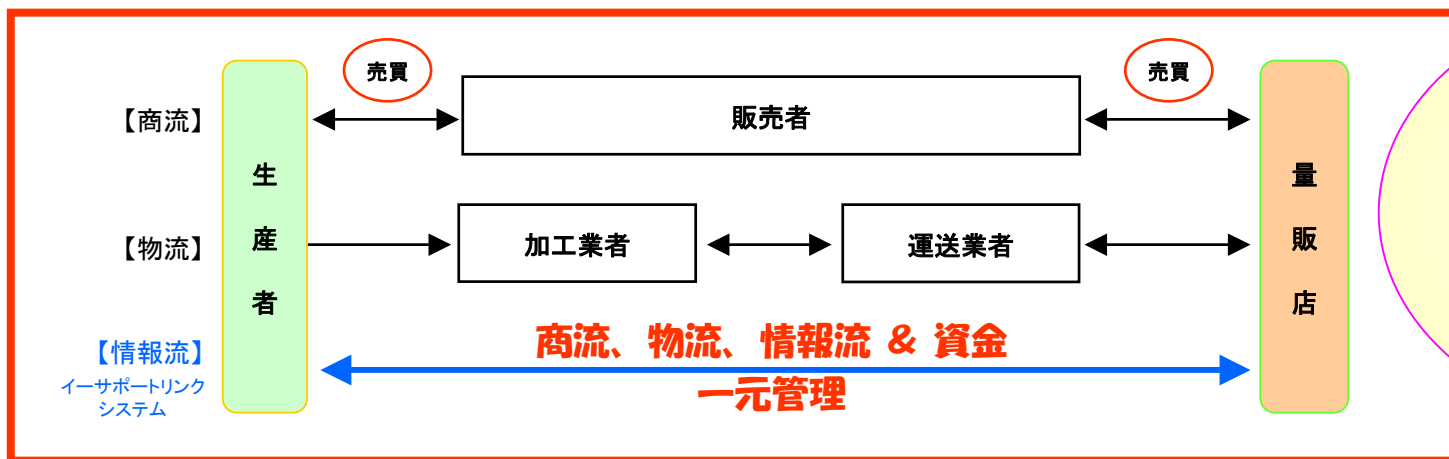 売買
売買
【商流】
販売者
生産者
量販店
【物流】
加工業者
運送業者
商流、物流、情報流 & 資金
一元管理
【情報流】
イーサポートリンク
システム